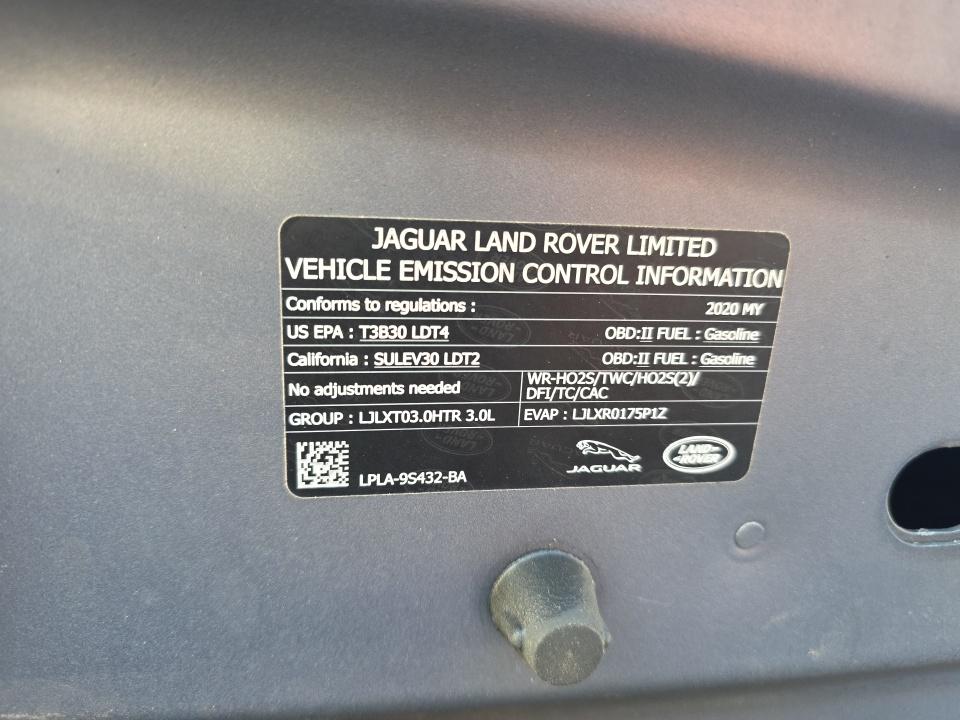 JAGUAR LAND ROVER LIMITED
VEHICLE EMISSION CONTROL INFORMATION
Conforms to regulations : 2020 MY
US EPA : T3B30 LDT4 OBD:II FUEL : Gasoline
California : SULEV30 LDT2 OBD:II FUEL : Gasoline
No adjustments needed WR-HO2S/TWC/HO2S(2)/
DFI/TC/CAC
GROUP : LJLXT03.0HTR 3.0L EVAP : LJLXR0175P1Z
LPLA-9S432-BA JAGUAR LAND ROVER